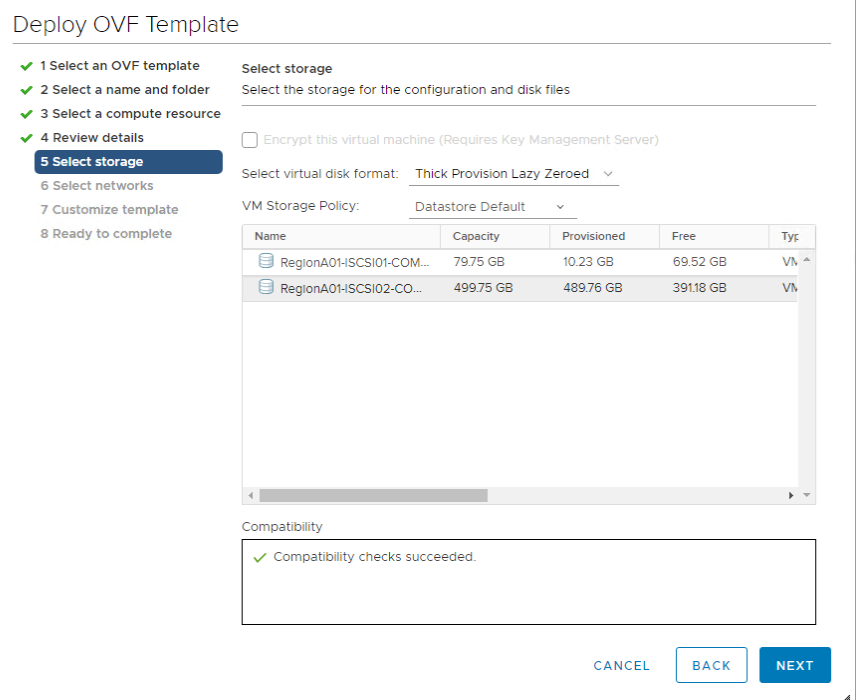 Deploy OVF Template
1 Select an OVF template
2 Select a name and folder
3 Select a compute resource
4 Review details
5 Select storage
6 Select networks
7 Customize template
8 Ready to complete
Select storage
Select the storage for the configuration and disk files
Encrypt this virtual machine (Requires Key Management Server)
Select virtual disk format: Thick Provision Lazy Zeroed
VM Storage Policy: Datastore Default
Name Capacity Provisioned Free Typ
RegionA01-ISCSI01-COM... 79.75 GB 10.23 GB 69.52 GB VM
RegionA01-ISCSI02-CO... 499.75 GB 489.76 GB 391.18 GB VM
Compatibility
Compatibility checks succeeded.
CANCEL BACK NEXT